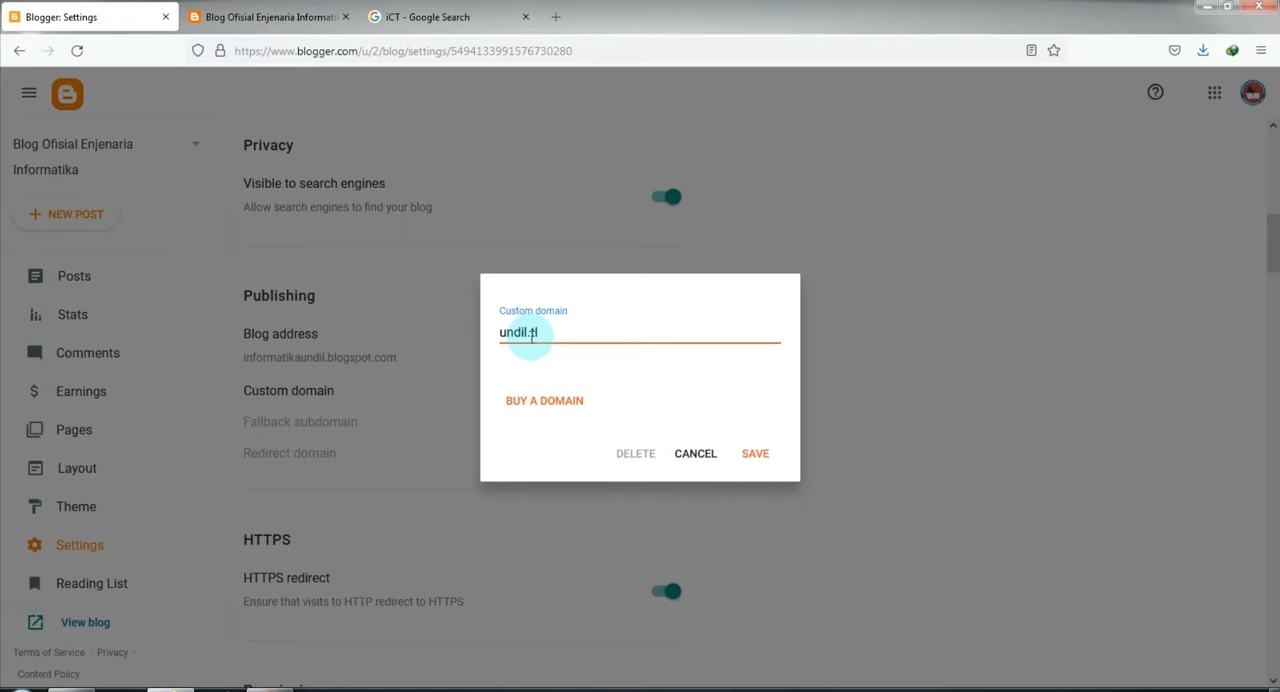 Blogger: Settings
Blog Ofisial Enjenaria Informati
iCT - Google Search
https://www.blogger.com/u/2/blog/settings/5494133991576730280
Blog Ofisial Enjenaria
Informatika
NEW POST
Posts
Stats
Comments
Earnings
Pages
Layout
Theme
Settings
Reading List
View blog
Terms of Service · Privacy ·
Content Policy
Privacy
Visible to search engines
Allow search engines to find your blog
Publishing
Blog address
informatikaundil.blogspot.com
Custom domain
Fallback subdomain
Redirect domain
HTTPS
HTTPS redirect
Ensure that visits to HTTP redirect to HTTPS
Custom domain
undil.tl
BUY A DOMAIN
DELETE CANCEL SAVE